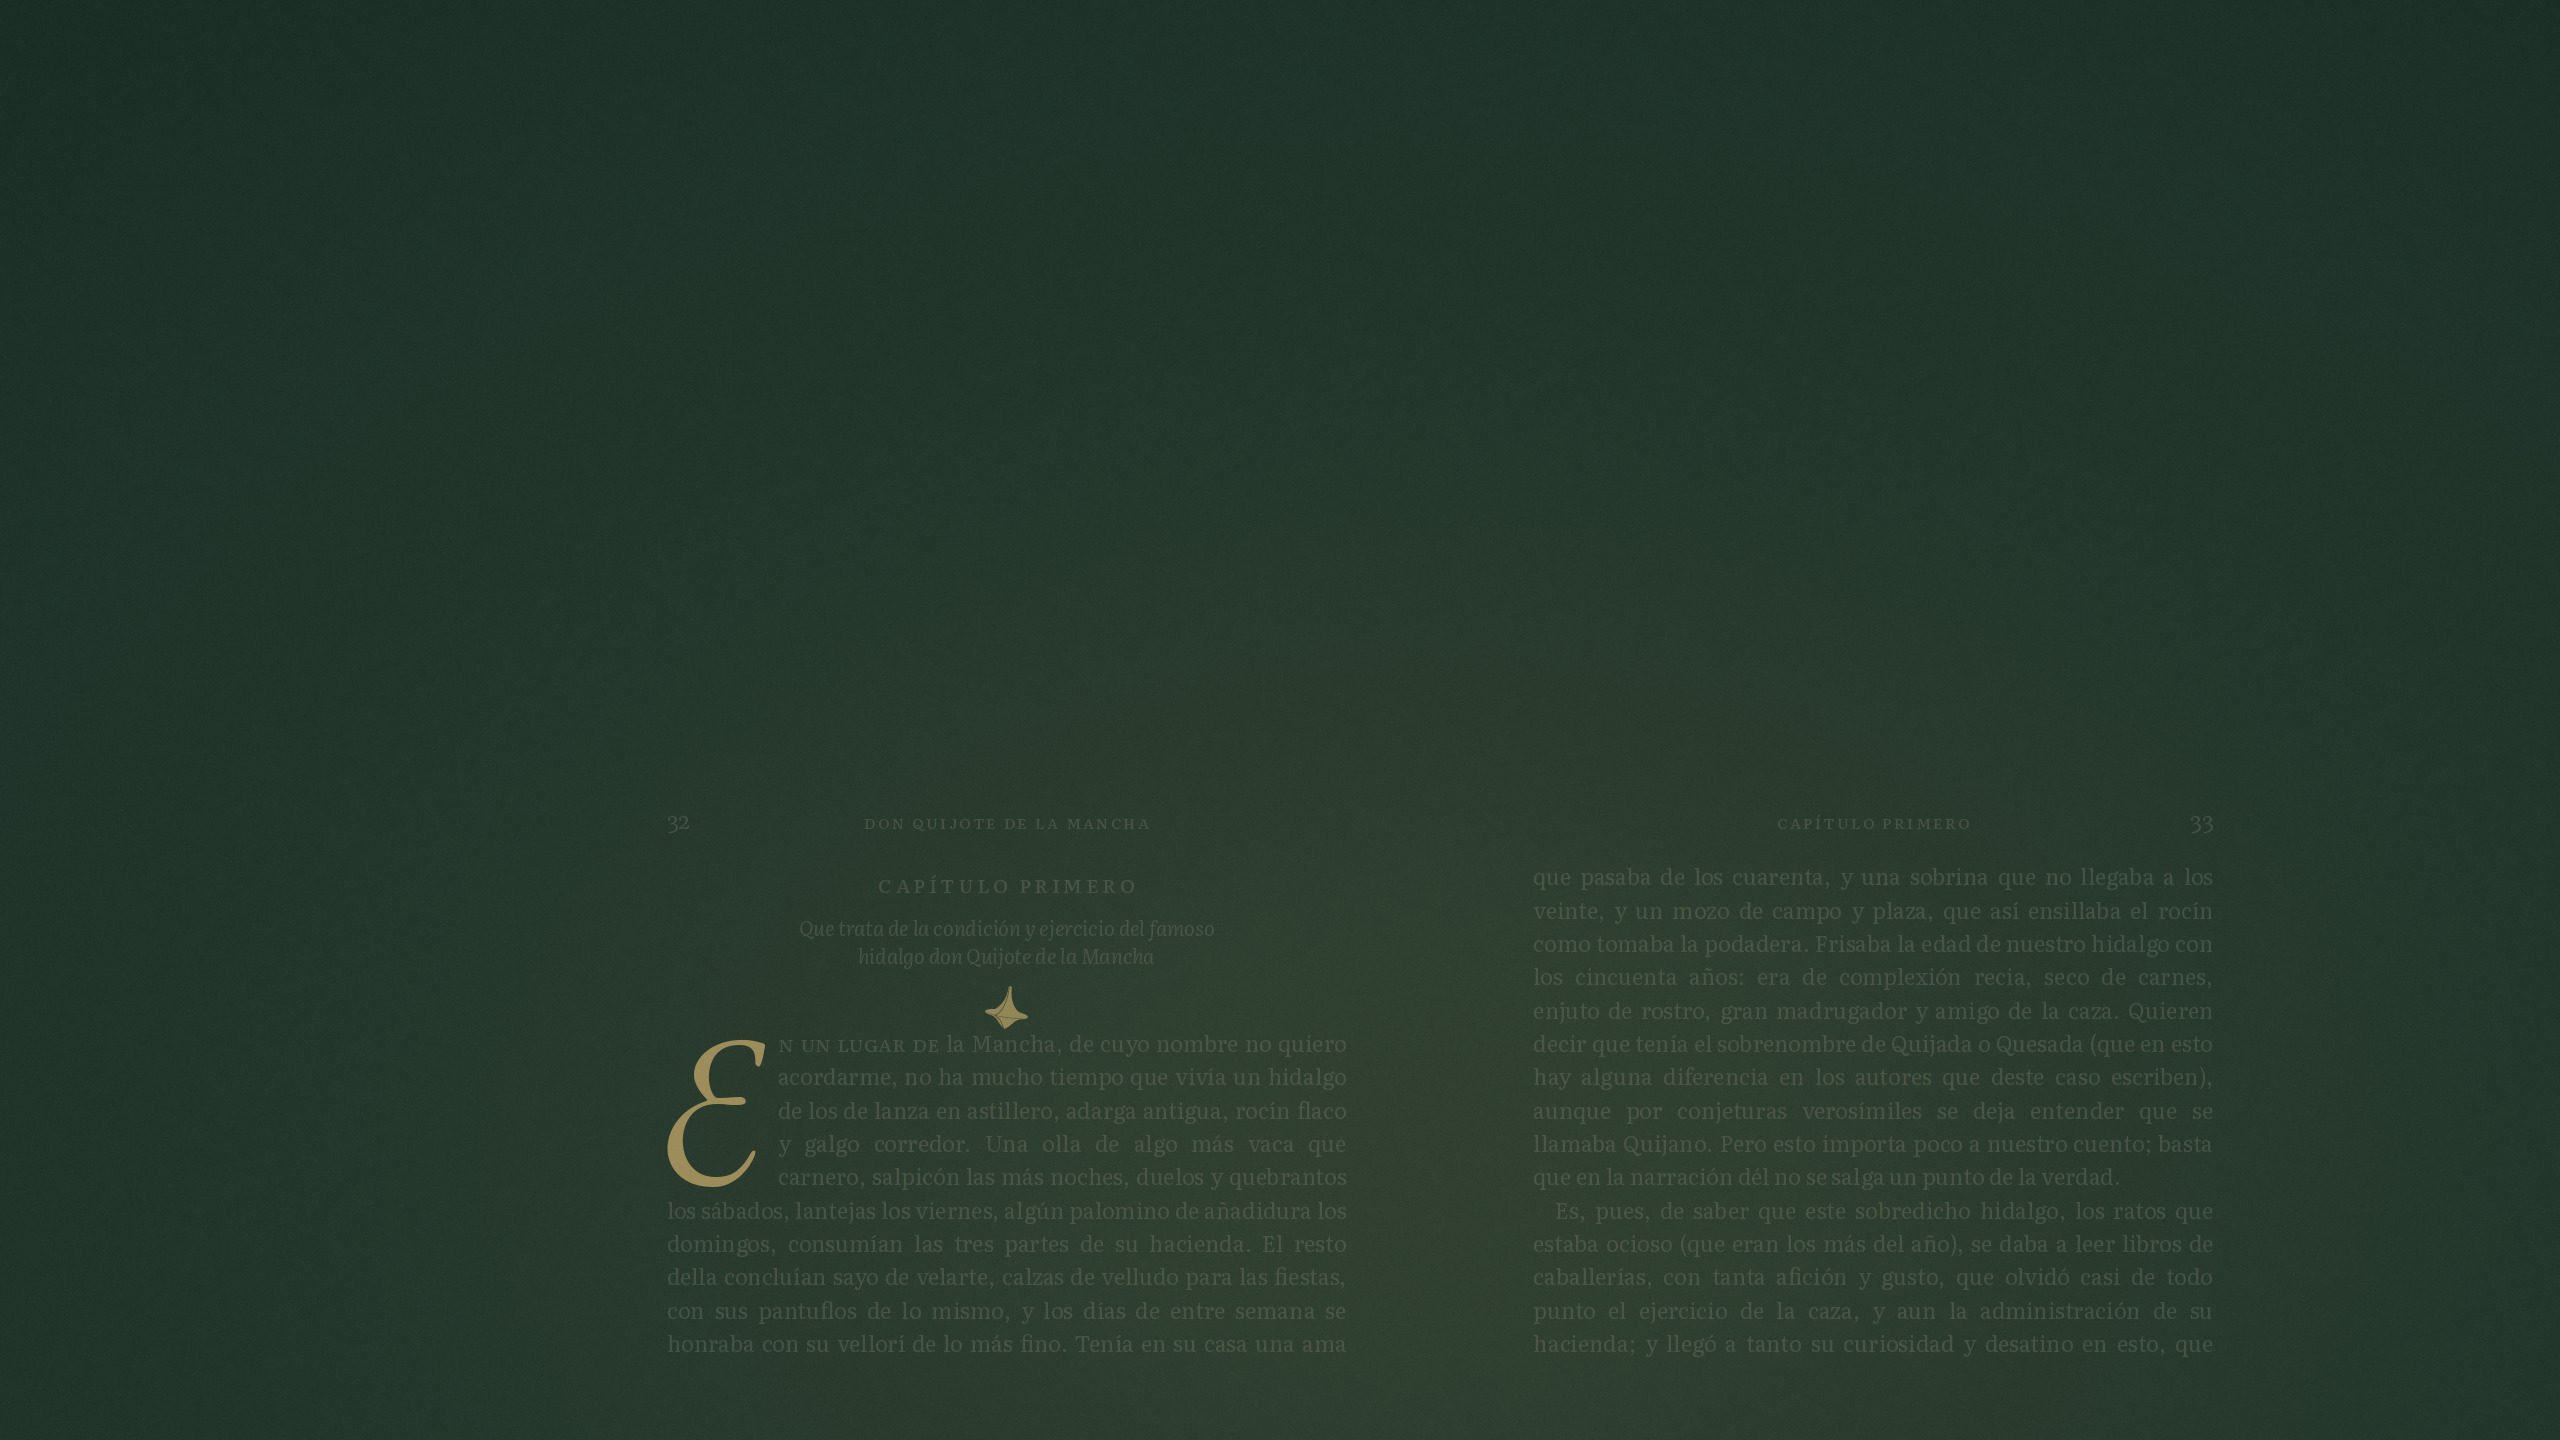 32
DON QUIJOTE DE LA MANCHA
CAPÍTULO PRIMERO
Que trata de la condición y ejercicio del famoso
hidalgo don Quijote de la Mancha
EN UN LUGAR DE la Mancha, de cuyo nombre no quiero
acordarme, no ha mucho tiempo que vivía un hidalgo
de los de lanza en astillero, adarga antigua, rocín flaco
y galgo corredor. Una olla de algo más vaca que
carnero, salpicón las más noches, duelos y quebrantos
los sábados, lantejas los viernes, algún palomino de añadidura los
domingos, consumían las tres partes de su hacienda. El resto
della concluían sayo de velarte, calzas de velludo para las fiestas,
con sus pantuflos de lo mismo, y los días de entre semana se
honraba con su vellorí de lo más fino. Tenía en su casa una ama
CAPÍTULO PRIMERO
33
que pasaba de los cuarenta, y una sobrina que no llegaba a los
veinte, y un mozo de campo y plaza, que así ensillaba el rocín
como tomaba la podadera. Frisaba la edad de nuestro hidalgo con
los cincuenta años: era de complexión recia, seco de carnes,
enjuto de rostro, gran madrugador y amigo de la caza. Quieren
decir que tenía el sobrenombre de Quijada o Quesada (que en esto
hay alguna diferencia en los autores que deste caso escriben),
aunque por conjeturas verosímiles se deja entender que se
llamaba Quijano. Pero esto importa poco a nuestro cuento; basta
que en la narración dél no se salga un punto de la verdad.
Es, pues, de saber que este sobredicho hidalgo, los ratos que
estaba ocioso (que eran los más del año), se daba a leer libros de
caballerías, con tanta afición y gusto, que olvidó casi de todo
punto el ejercicio de la caza, y aun la administración de su
hacienda; y llegó a tanto su curiosidad y desatino en esto, que